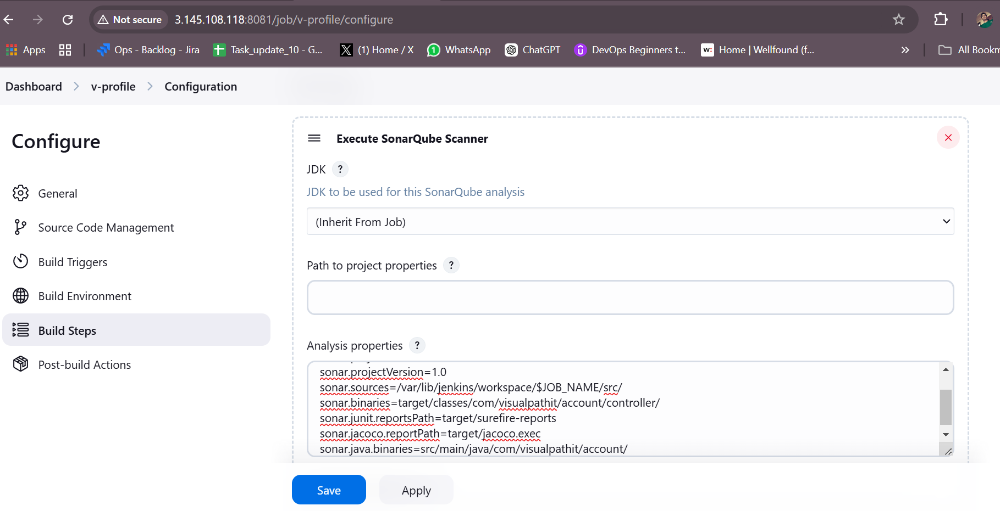 Not secure 3.145.108.118:8081/job/v-profile/configure
Apps Ops - Backlog - Jira Task_update_10 - G... (1) Home / X 1 WhatsApp ChatGPT DevOps Beginners t... w: Home | Wellfound (f... » All Bookm
Dashboard > v-profile > Configuration
Configure
General
Source Code Management
Build Triggers
Build Environment
Build Steps
Post-build Actions
Execute SonarQube Scanner
JDK ?
JDK to be used for this SonarQube analysis
(Inherit From Job)
Path to project properties ?
Analysis properties ?
sonar.projectVersion=1.0
sonar.sources=/var/lib/jenkins/workspace/$JOB_NAME/src/
sonar.binaries=target/classes/com/visualpathit/account/controller/
sonar.junit.reportsPath=target/surefire-reports
sonar.jacoco.reportPath=target/jacoco.exec
sonar.java.binaries=src/main/java/com/visualpathit/account/
Save Apply